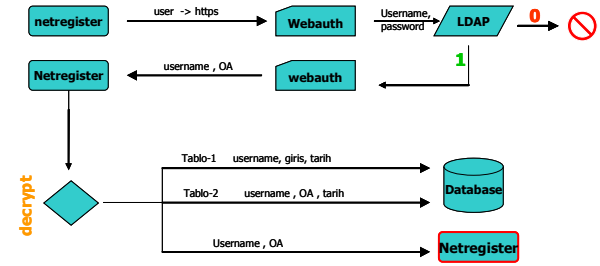 netregister
user -> https
Webauth
Username,
password
LDAP
0
Netregister
username , OA
webauth
1
decrypt
Tablo-1 username, giris, tarih
Tablo-2 username , OA , tarih
Database
Username , OA
Netregister